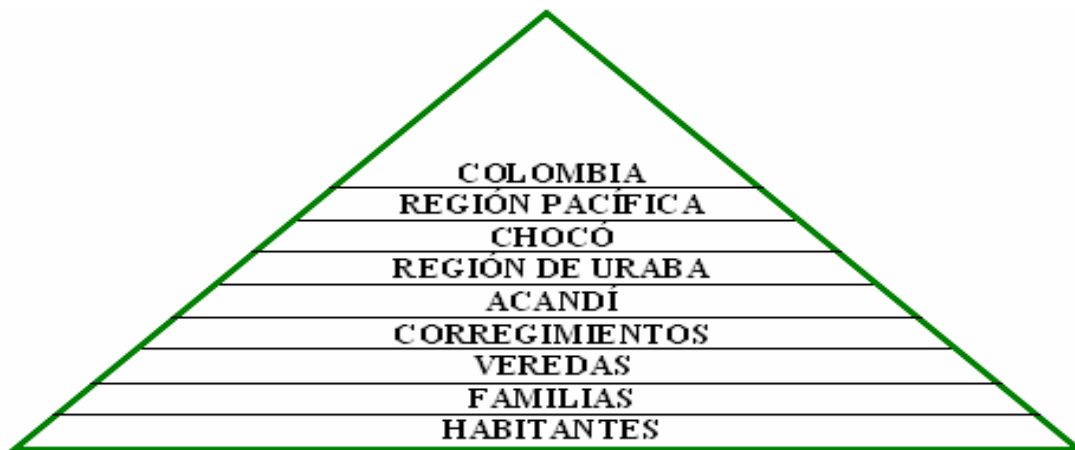 COLOMBIA
REGIÓN PACÍFICA
CHOCÓ
REGIÓN DE URABA
ACANDÍ
CORREGIMIENTOS
VEREDAS
FAMILIAS
HABITANTES